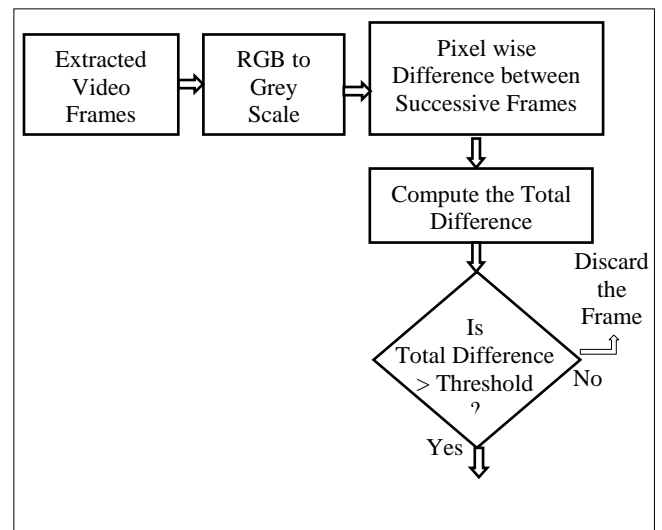 Extracted
Video
Frames
RGB to
Grey
Scale
Pixel wise
Difference between
Successive Frames
Compute the Total
Difference
Is
Total Difference
> Threshold
?
Discard
the
Frame
No
Yes